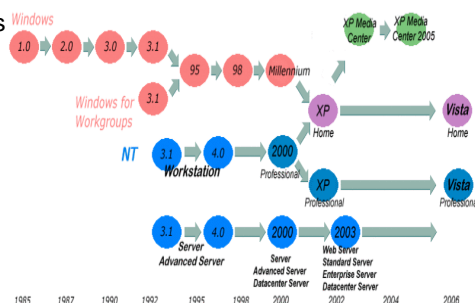 s
Windows
1.0
2.0
3.0
3.1
95
98
Millennium
XP Media
Center
XP Media
Center 2005
3.1
Windows for
Workgroups
XP
Home
Vista
Home
NT
3.1
4.0
2000
Professional
Workstation
XP
Professional
Vista
Professional
3.1
4.0
2000
2003
Server
Advanced Server
Server
Advanced Server
Datacenter Server
Web Server
Standard Server
Enterprise Server
Datacenter Server
1985 1987 1990 1992 1995 1998 2000 2002 2004 2006